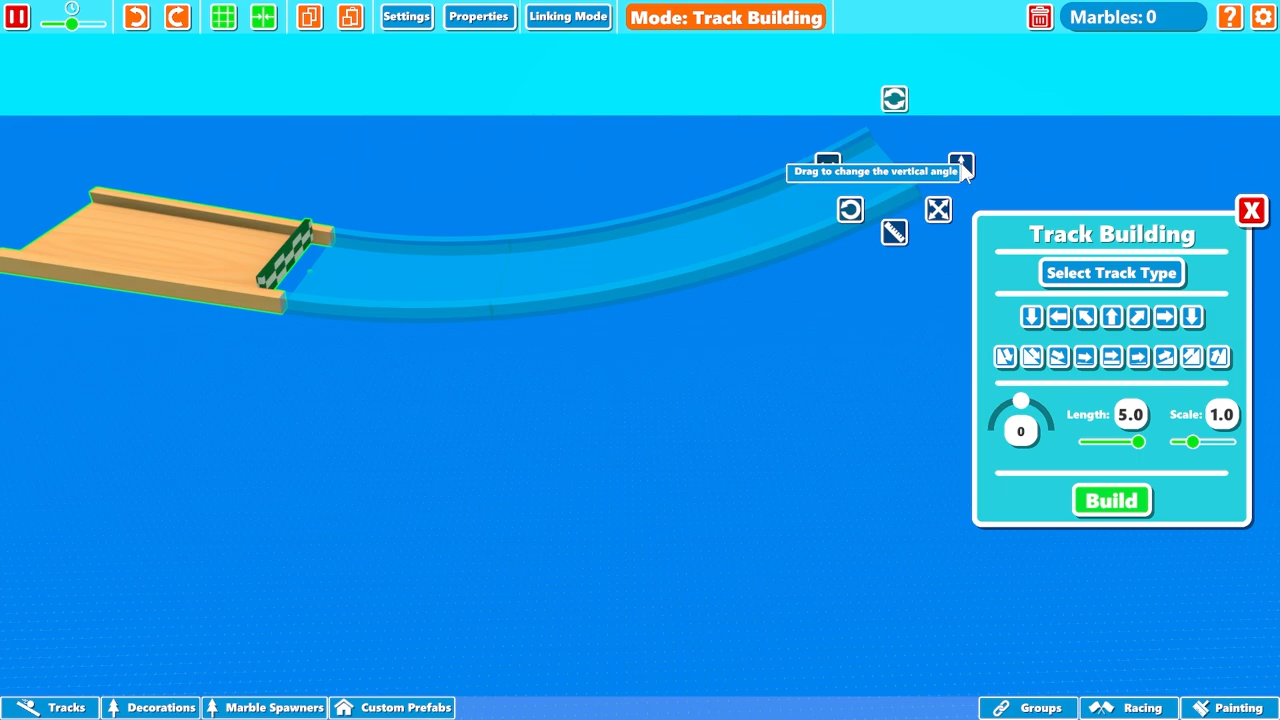 Settings
Properties
Linking Mode
Mode: Track Building
Marbles: 0
?
Drag to change the vertical angle
X
Track Building
Select Track Type
0
Length: 5.0
Scale: 1.0
Build
Tracks
Decorations
Marble Spawners
Custom Prefabs
Groups
Racing
Painting